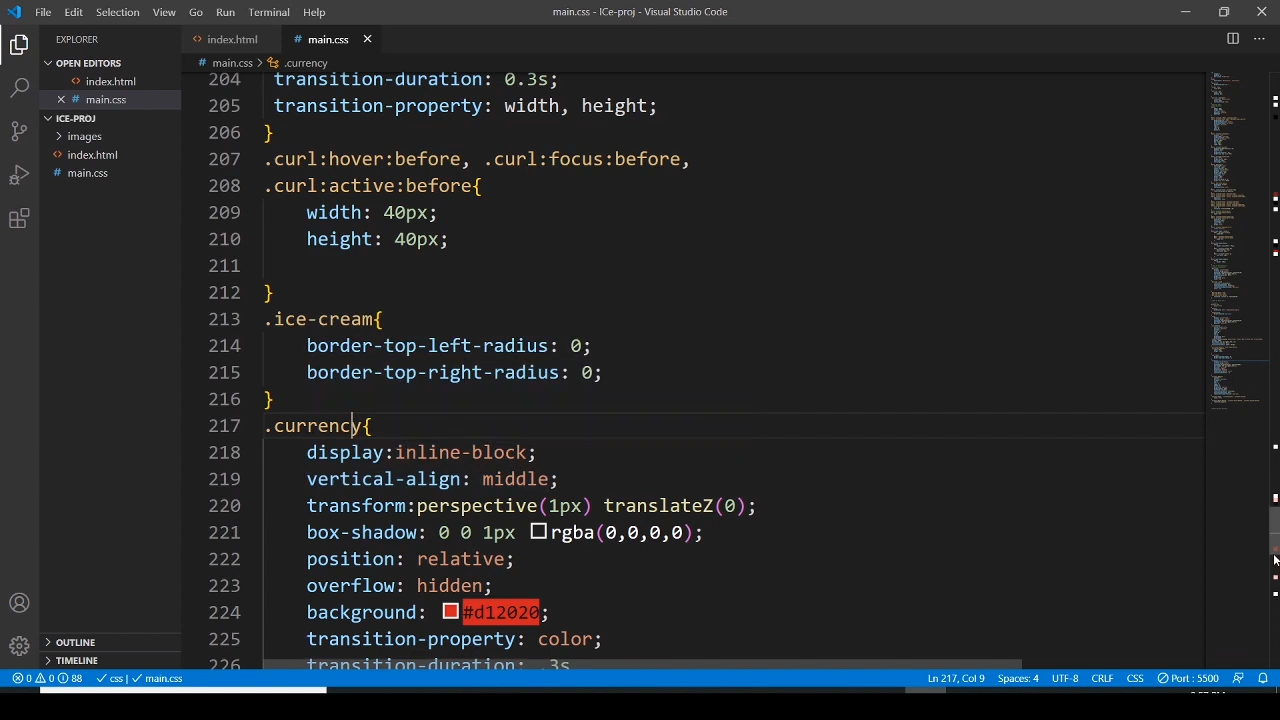 File Edit Selection View Go Run Terminal Help main.css - ICe-proj - Visual Studio Code
EXPLORER index.html main.css
OPEN EDITORS
index.html
main.css
ICE-PROJ
images
index.html
main.css
OUTLINE
TIMELINE
main.css > .currency
204 transition-duration: 0.3s;
205 transition-property: width, height;
206 }
207 .curl:hover:before, .curl:focus:before,
208 .curl:active:before{
209 width: 40px;
210 height: 40px;
211
212 }
213 .ice-cream{
214 border-top-left-radius: 0;
215 border-top-right-radius: 0;
216 }
217 .currency{
218 display:inline-block;
219 vertical-align: middle;
220 transform:perspective(1px) translateZ(0);
221 box-shadow: 0 0 1px rgba(0,0,0,0);
222 position: relative;
223 overflow: hidden;
224 background: #d12020;
225 transition-property: color;
226 transition-duration: .3s
0 0 88 css | main.css Ln 217, Col 9 Spaces: 4 UTF-8 CRLF CSS Port : 5500